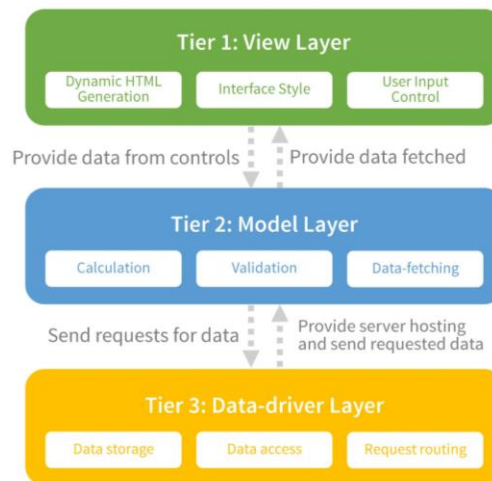 Tier 1: View Layer
Dynamic HTML
Generation
Interface Style
User Input
Control
Provide data from controls
Provide data fetched
Tier 2: Model Layer
Calculation
Validation
Data-fetching
Send requests for data
Provide server hosting
and send requested data
Tier 3: Data-driver Layer
Data storage
Data access
Request routing